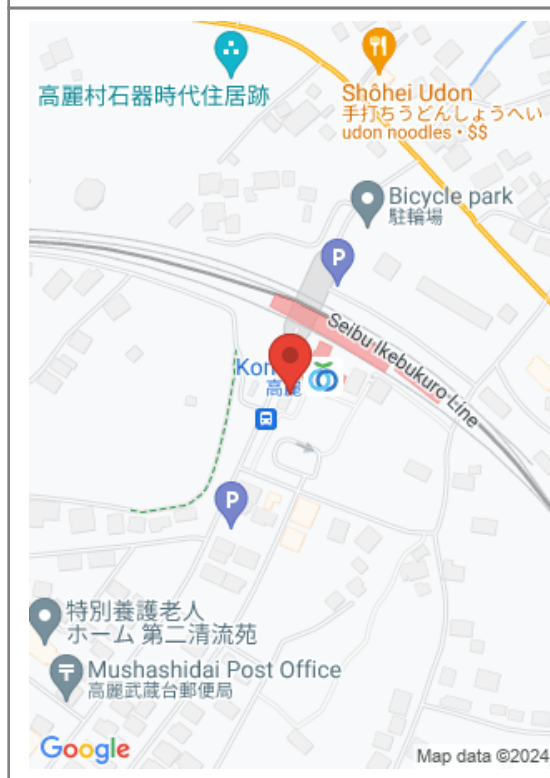 高麗村石器時代住居跡
Shôhei Udon
手打ちうどんしょうへい
udon noodles • $$
Bicycle park
駐輪場
P
Seibu Ikebukuro Line
高麗
P
特別養護老人
ホーム 第二清流苑
Mushashidai Post Office
高麗武蔵台郵便局
Google
Map data ©2024